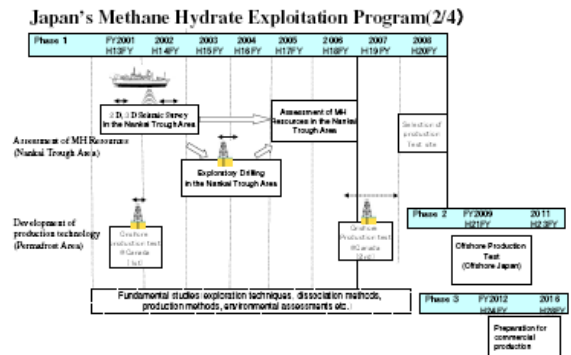 Japan's Methane Hydrate Exploitation Program(2/4)
Phase 1 FY2001 2002 2003 2004 2005 2006 2007 2008
H13FY H14FY H15FY H16FY H17FY H18FY H19FY H20FY
2D, 3D Seismic Survey
in the Nankai Trough Area
Assessment of MH
Resources in the Nankai
Trough Area
Selection of
production
Test site
Assessment of MH Resources
(Nankai Trough Area)
Exploratory Drilling
in the Nankai Trough Area
Development of
production technology
(Permafrost Area)
Onshore
production test
@Canada
(1st)
Onshore
Production test
@Canada
(2nd)
Phase 2 FY2009 2011
H21FY H23FY
Offshore Production
Test
(Offshore Japan)
Fundamental studies(exploration techniques, dissociation methods,
production methods, environmental assessments etc.)
Phase 3 FY2012 2016
H24FY H28FY
Preparation for
commercial
production